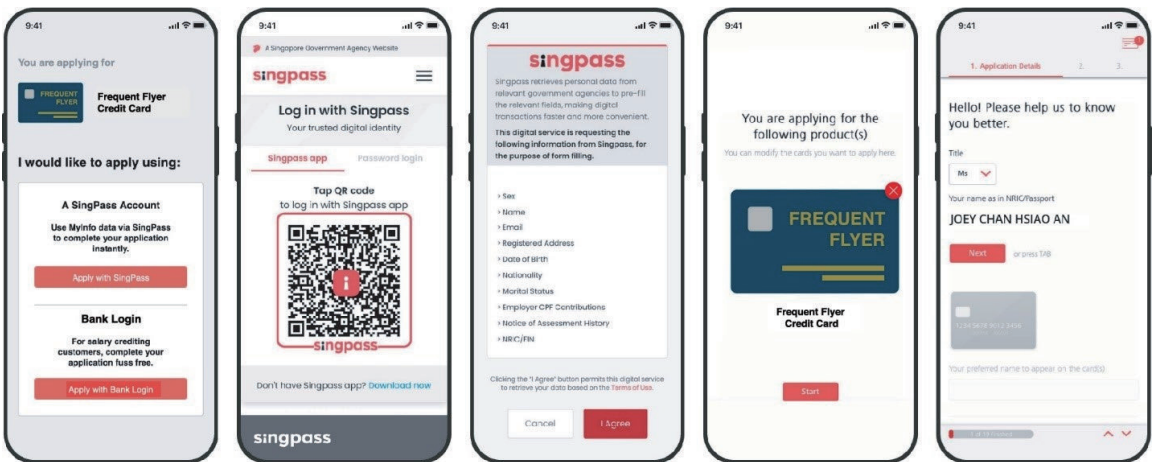 9:41
You are applying for
FREQUENT
FLYER
Frequent Flyer
Credit Card
I would like to apply using:
A SingPass Account
Use MyInfo data via SingPass
to complete your application
instantly.
Apply with SingPass
Bank Login
For salary crediting
customers, complete your
application fuss free.
Apply with Bank Login
9:41
A Singapore Government Agency Website
singpass
Log in with Singpass
Your trusted digital identity
Singpass app
Password login
Tap QR code
to log in with Singpass app
singpass
Don't have Singpass app? Download now
singpass
9:41
singpass
Singpass retrieves personal data from
relevant government agencies to pre-fill
the relevant fields, making digital
transactions faster and more convenient.
This digital service is requesting the
following information from Singpass, for
the purpose of form filling.
› Sex
› Name
› Email
› Registered Address
› Date of Birth
› Nationality
› Marital Status
› Employer CPF Contributions
› Notice of Assessment History
› NRIC/FIN
Clicking the "I Agree" button permits this digital service
to retrieve your data based on the Terms of Use.
Cancel
I Agree
9:41
You are applying for the
following product(s)
You can modify the cards you want to apply here.
FREQUENT
FLYER
Frequent Flyer
Credit Card
Start
9:41
1. Application Details
2.
3.
Hello! Please help us to know
you better.
Title
Ms
Your name as in NRIC/Passport
JOEY CHAN HSIAO AN
Next
or press TAB
Your preferred name to appear on the card(s)